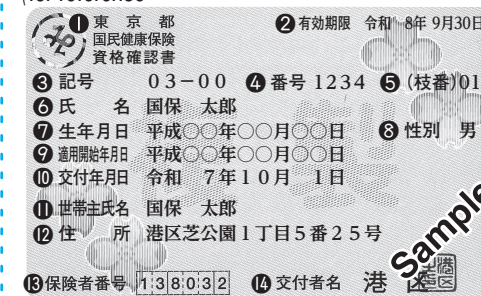 for reference
❶東京都 ❷有効期限 令和 8年 9月30日
国民健康保険
資格確認書
❸記号 03−00 ❹番号 1234 ❺(枝番)01
❻氏名 国保 太郎
❼生年月日 平成○○年○○月○○日 ❽性別 男
❾適用開始年月日 平成○○年○○月○○日
❿交付年月日 令和 7年10月 1日
⓫世帯主氏名 国保 太郎
⓬住所 港区芝公園1丁目5番25号
Sample
⓭保険者番号 138032 ⓮交付者名 港区